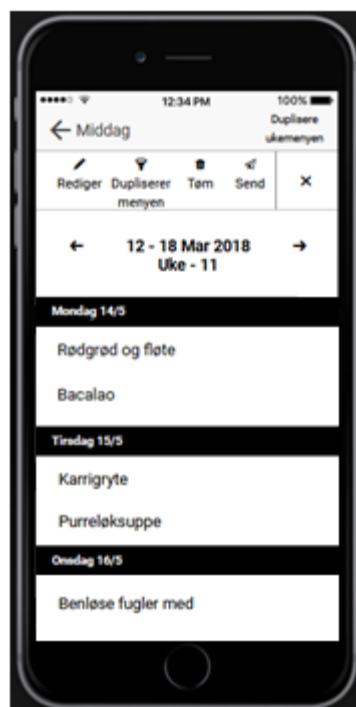 12:34 PM 100%
← Middag Duplisere
ukemenyen
Rediger Dupliserer Tøm Send ×
menyen
← 12 - 18 Mar 2018 →
Uke - 11
Mondag 14/5
Rødgrød og fløte
Bacalao
Tirsdag 15/5
Karrigryte
Purreløksuppe
Onsdag 16/5
Benløse fugler med